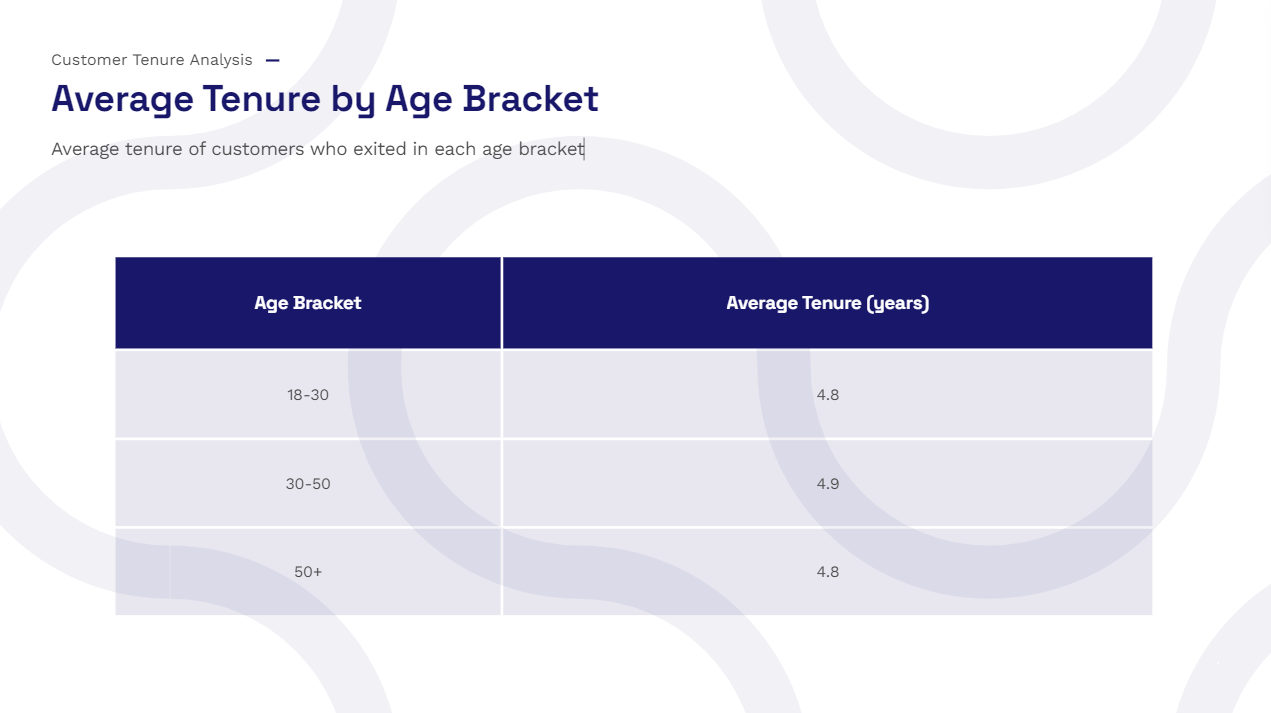 Customer Tenure Analysis —
Average Tenure by Age Bracket
Average tenure of customers who exited in each age bracket
Age Bracket Average Tenure (years)
18-30 4.8
30-50 4.9
50+ 4.8